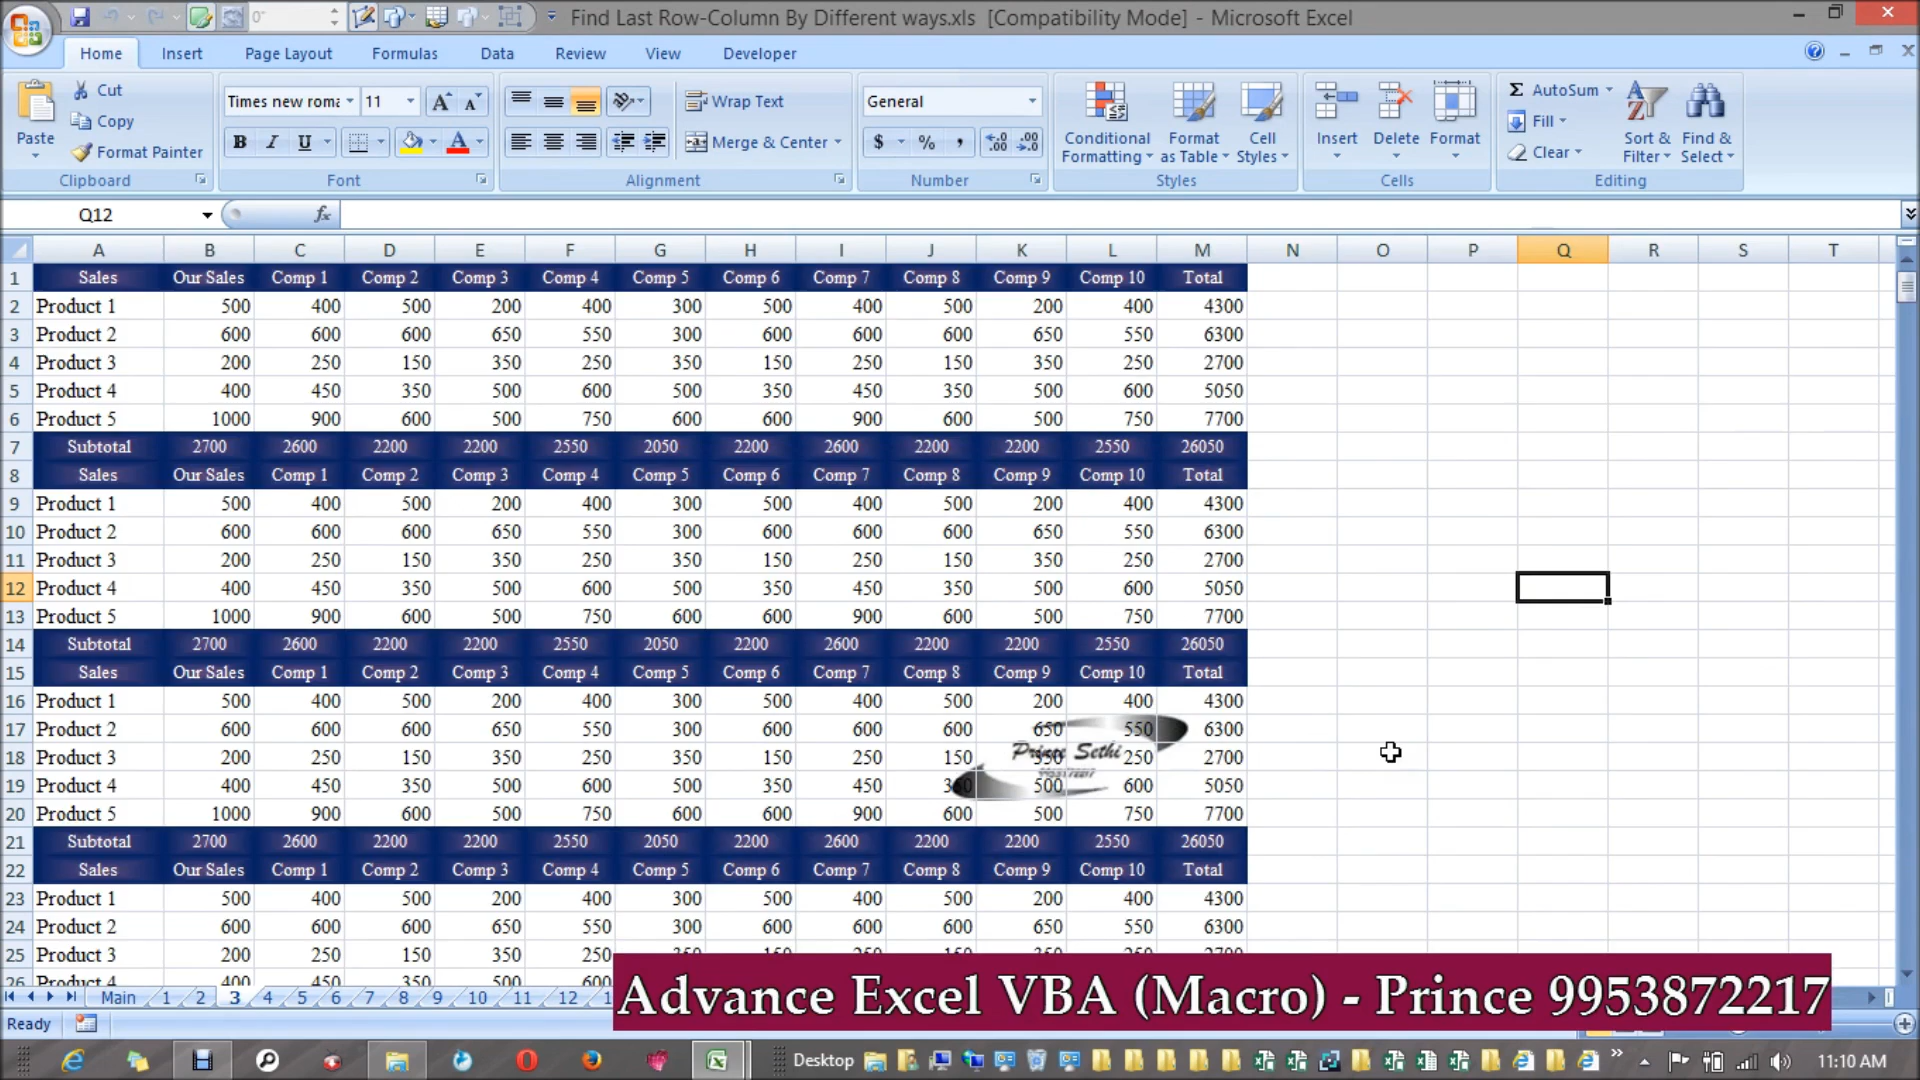 Find Last Row-Column By Different ways.xls  [Compatibility Mode] - Microsoft Excel
Home Insert Page Layout Formulas Data Review View Developer
Paste Cut Copy Format Painter Clipboard
Times new roma 11 Font
Wrap Text Merge & Center Alignment
General $ % , Number
Conditional Formatting Format as Table Cell Styles Styles
Insert Delete Format Cells
Σ AutoSum Fill Clear Sort & Filter Find & Select Editing
Q12 fx
A B C D E F G H I J K L M N O P Q R S T
1 Sales Our Sales Comp 1 Comp 2 Comp 3 Comp 4 Comp 5 Comp 6 Comp 7 Comp 8 Comp 9 Comp 10 Total
2 Product 1 500 400 500 200 400 300 500 400 500 200 400 4300
3 Product 2 600 600 600 650 550 300 600 600 600 650 550 6300
4 Product 3 200 250 150 350 250 350 150 250 150 350 250 2700
5 Product 4 400 450 350 500 600 500 350 450 350 500 600 5050
6 Product 5 1000 900 600 500 750 600 600 900 600 500 750 7700
7 Subtotal 2700 2600 2200 2200 2550 2050 2200 2600 2200 2200 2550 26050
8 Sales Our Sales Comp 1 Comp 2 Comp 3 Comp 4 Comp 5 Comp 6 Comp 7 Comp 8 Comp 9 Comp 10 Total
9 Product 1 500 400 500 200 400 300 500 400 500 200 400 4300
10 Product 2 600 600 600 650 550 300 600 600 600 650 550 6300
11 Product 3 200 250 150 350 250 350 150 250 150 350 250 2700
12 Product 4 400 450 350 500 600 500 350 450 350 500 600 5050
13 Product 5 1000 900 600 500 750 600 600 900 600 500 750 7700
14 Subtotal 2700 2600 2200 2200 2550 2050 2200 2600 2200 2200 2550 26050
15 Sales Our Sales Comp 1 Comp 2 Comp 3 Comp 4 Comp 5 Comp 6 Comp 7 Comp 8 Comp 9 Comp 10 Total
16 Product 1 500 400 500 200 400 300 500 400 500 200 400 4300
17 Product 2 600 600 600 650 550 300 600 600 600 650 550 6300
18 Product 3 200 250 150 350 250 350 150 250 150 350 250 2700
Prince Sethi
19 Product 4 400 450 350 500 600 500 350 450 350 500 600 5050
20 Product 5 1000 900 600 500 750 600 600 900 600 500 750 7700
21 Subtotal 2700 2600 2200 2200 2550 2050 2200 2600 2200 2200 2550 26050
22 Sales Our Sales Comp 1 Comp 2 Comp 3 Comp 4 Comp 5 Comp 6 Comp 7 Comp 8 Comp 9 Comp 10 Total
23 Product 1 500 400 500 200 400 300 500 400 500 200 400 4300
24 Product 2 600 600 600 650 550 300 600 600 600 650 550 6300
25 Product 3 200 250 150 350 250
26 Product 4 400 450 350 500 600
Main 1 2 3 4 5 6 7 8 9 10 11 12
Advance Excel VBA (Macro) - Prince 9953872217
Ready
Desktop 11:10 AM